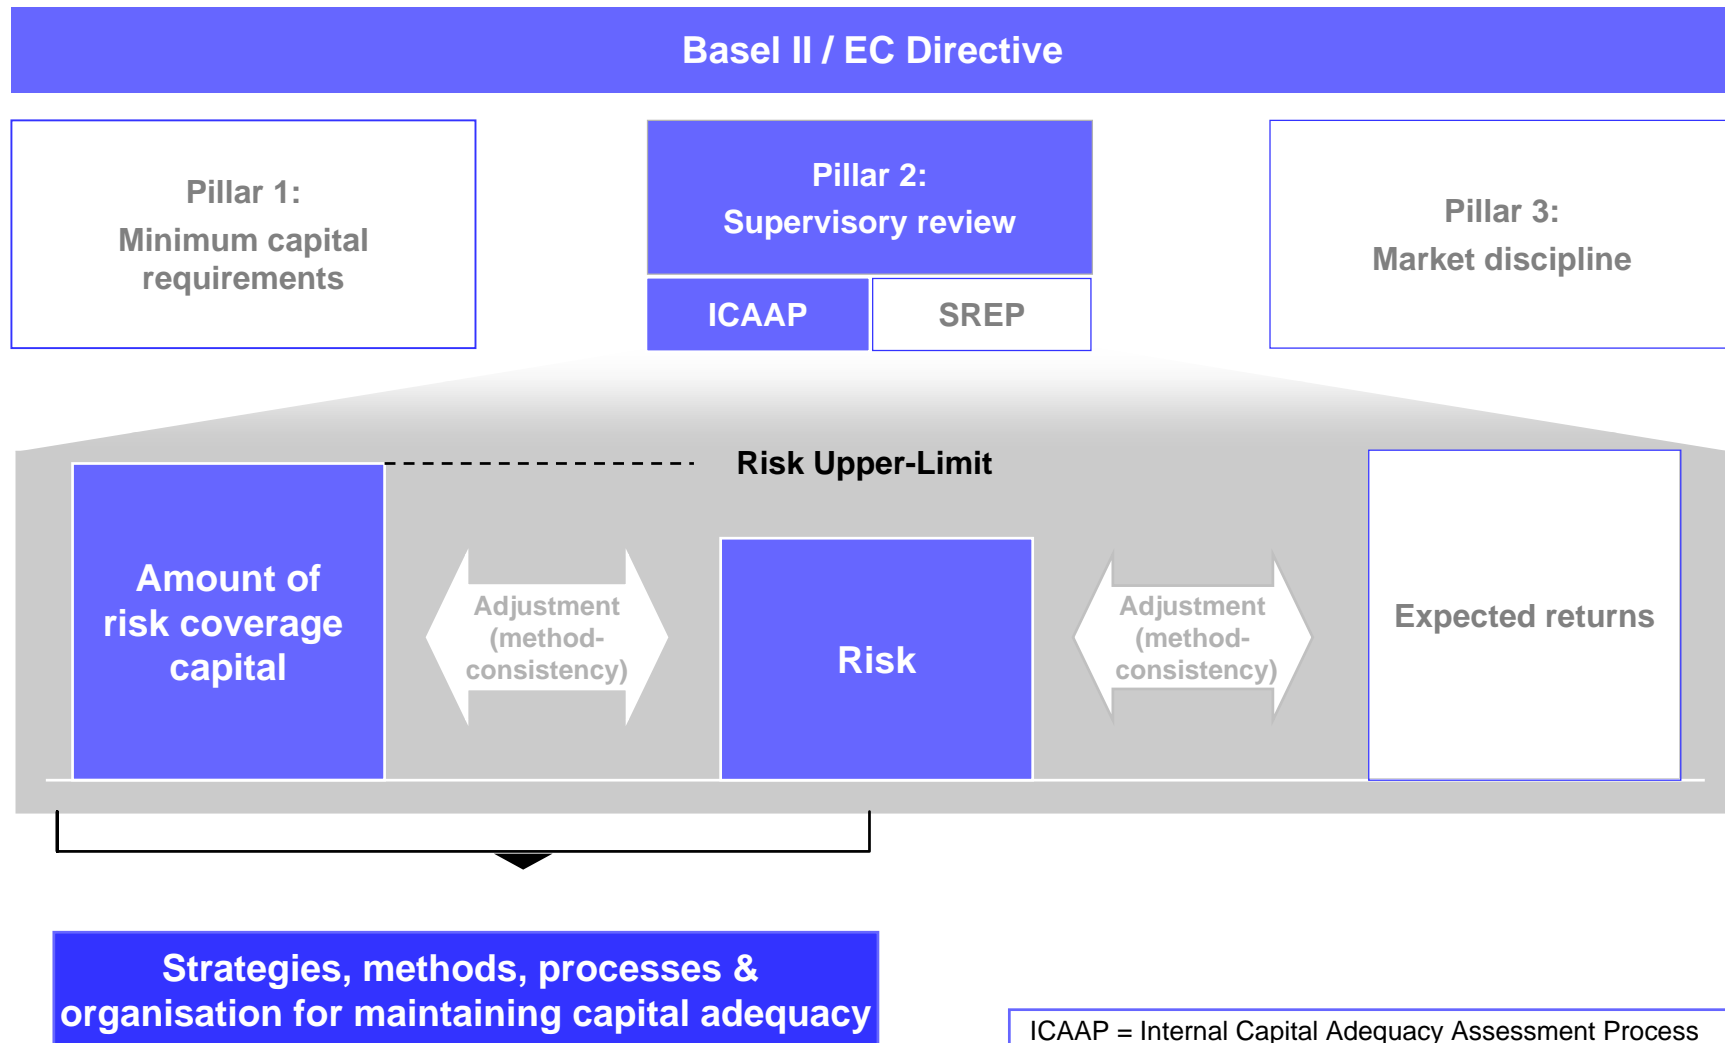 Basel II / EC Directive
Pillar 1:
Minimum capital
requirements
Pillar 2:
Supervisory review
ICAAP
SREP
Pillar 3:
Market discipline
Risk Upper-Limit
Amount of
risk coverage
capital
Adjustment
(method-
consistency)
Risk
Adjustment
(method-
consistency)
Expected returns
Strategies, methods, processes &
organisation for maintaining capital adequacy
ICAAP = Internal Capital Adequacy Assessment Process